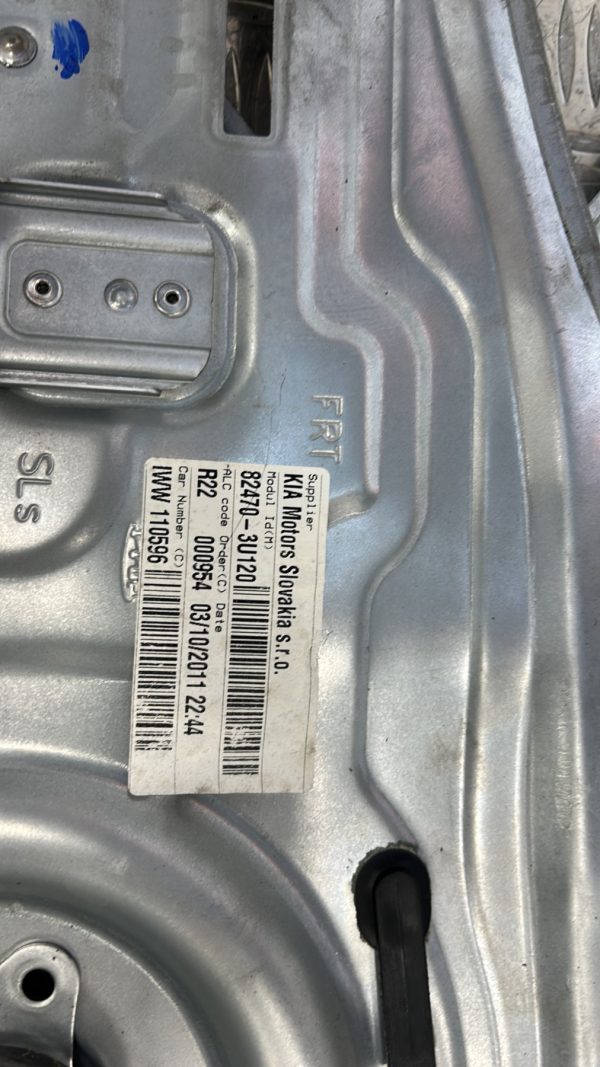 FRT
SLs
Supplier
KIA Motors Slovakia s.r.o.
Modul Id(M)
82470-3U120
-ALC code Order(C) Date
R22 000954 03/10/2011 22:44
Car Number (C)
IWW 110596